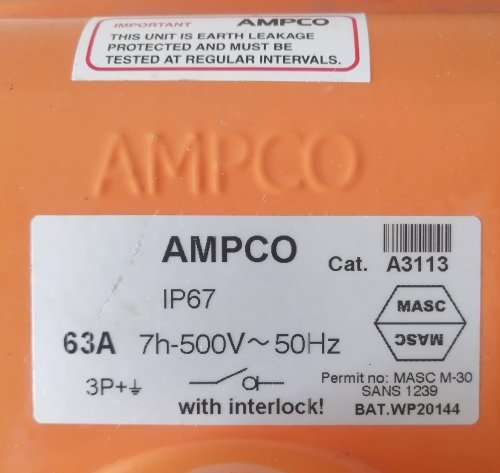 IMPORTANT AMPCO
THIS UNIT IS EARTH LEAKAGE
PROTECTED AND MUST BE
TESTED AT REGULAR INTERVALS.
AMPCO
AMPCO
Cat. A3113
IP67
MASC
MASC
63A 7h-500V～50Hz
3P+⏚
with interlock!
Permit no: MASC M-30
SANS 1239
BAT.WP20144